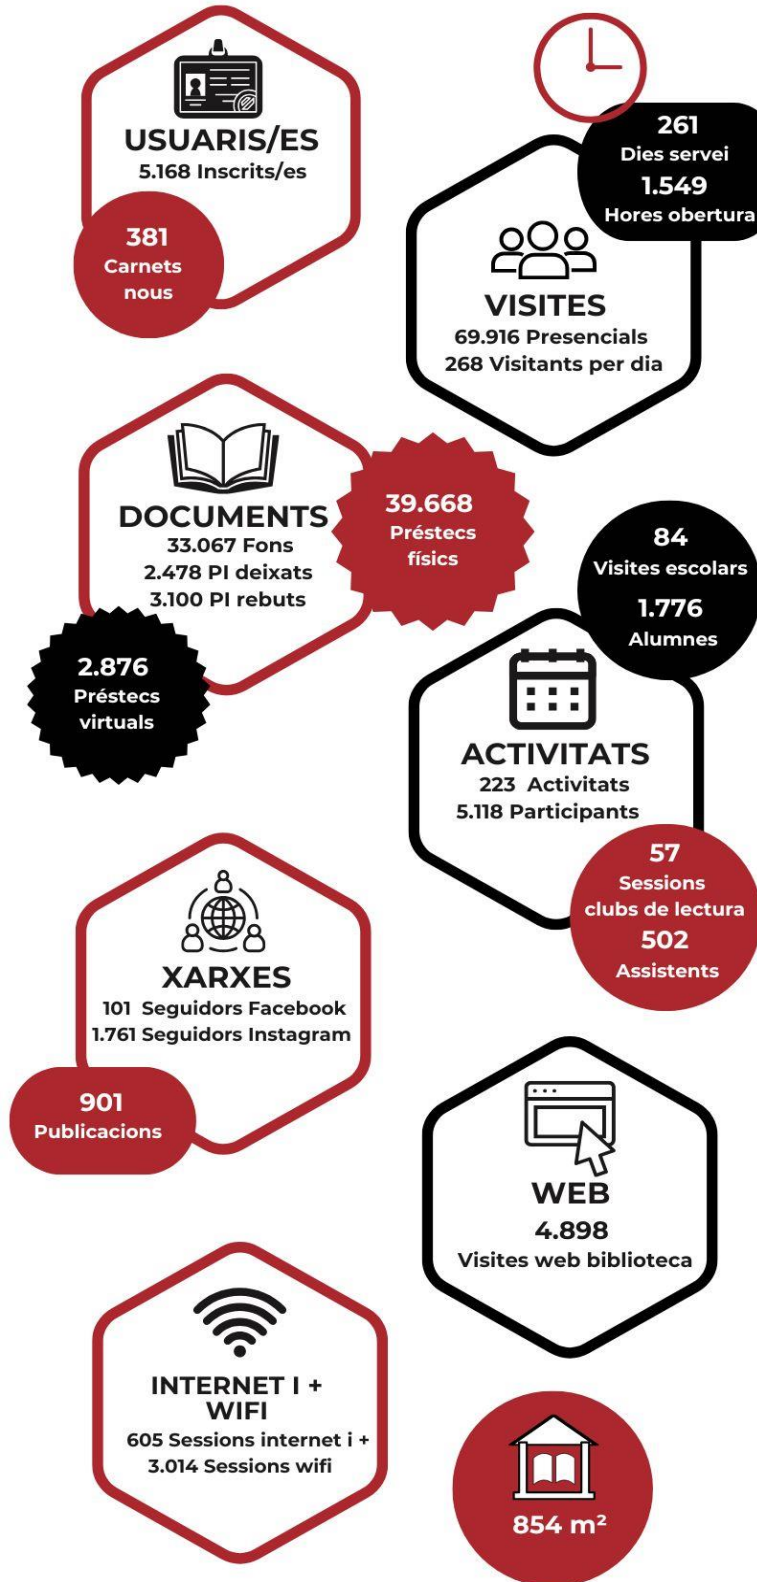 USUARIS/ES
5.168 Inscrits/es
381
Carnets
nous
261
Dies servei
1.549
Hores obertura
VISITES
69.916 Presencials
268 Visitants per dia
DOCUMENTS
33.067 Fons
2.478 PI deixats
3.100 PI rebuts
39.668
Préstecs
físics
2.876
Préstecs
virtuals
84
Visites escolars
1.776
Alumnes
ACTIVITATS
223 Activitats
5.118 Participants
57
Sessions
clubs de lectura
502
Assistents
XARXES
101 Seguidors Facebook
1.761 Seguidors Instagram
901
Publicacions
WEB
4.898
Visites web biblioteca
INTERNET I +
WIFI
605 Sessions internet i +
3.014 Sessions wifi
854 m²